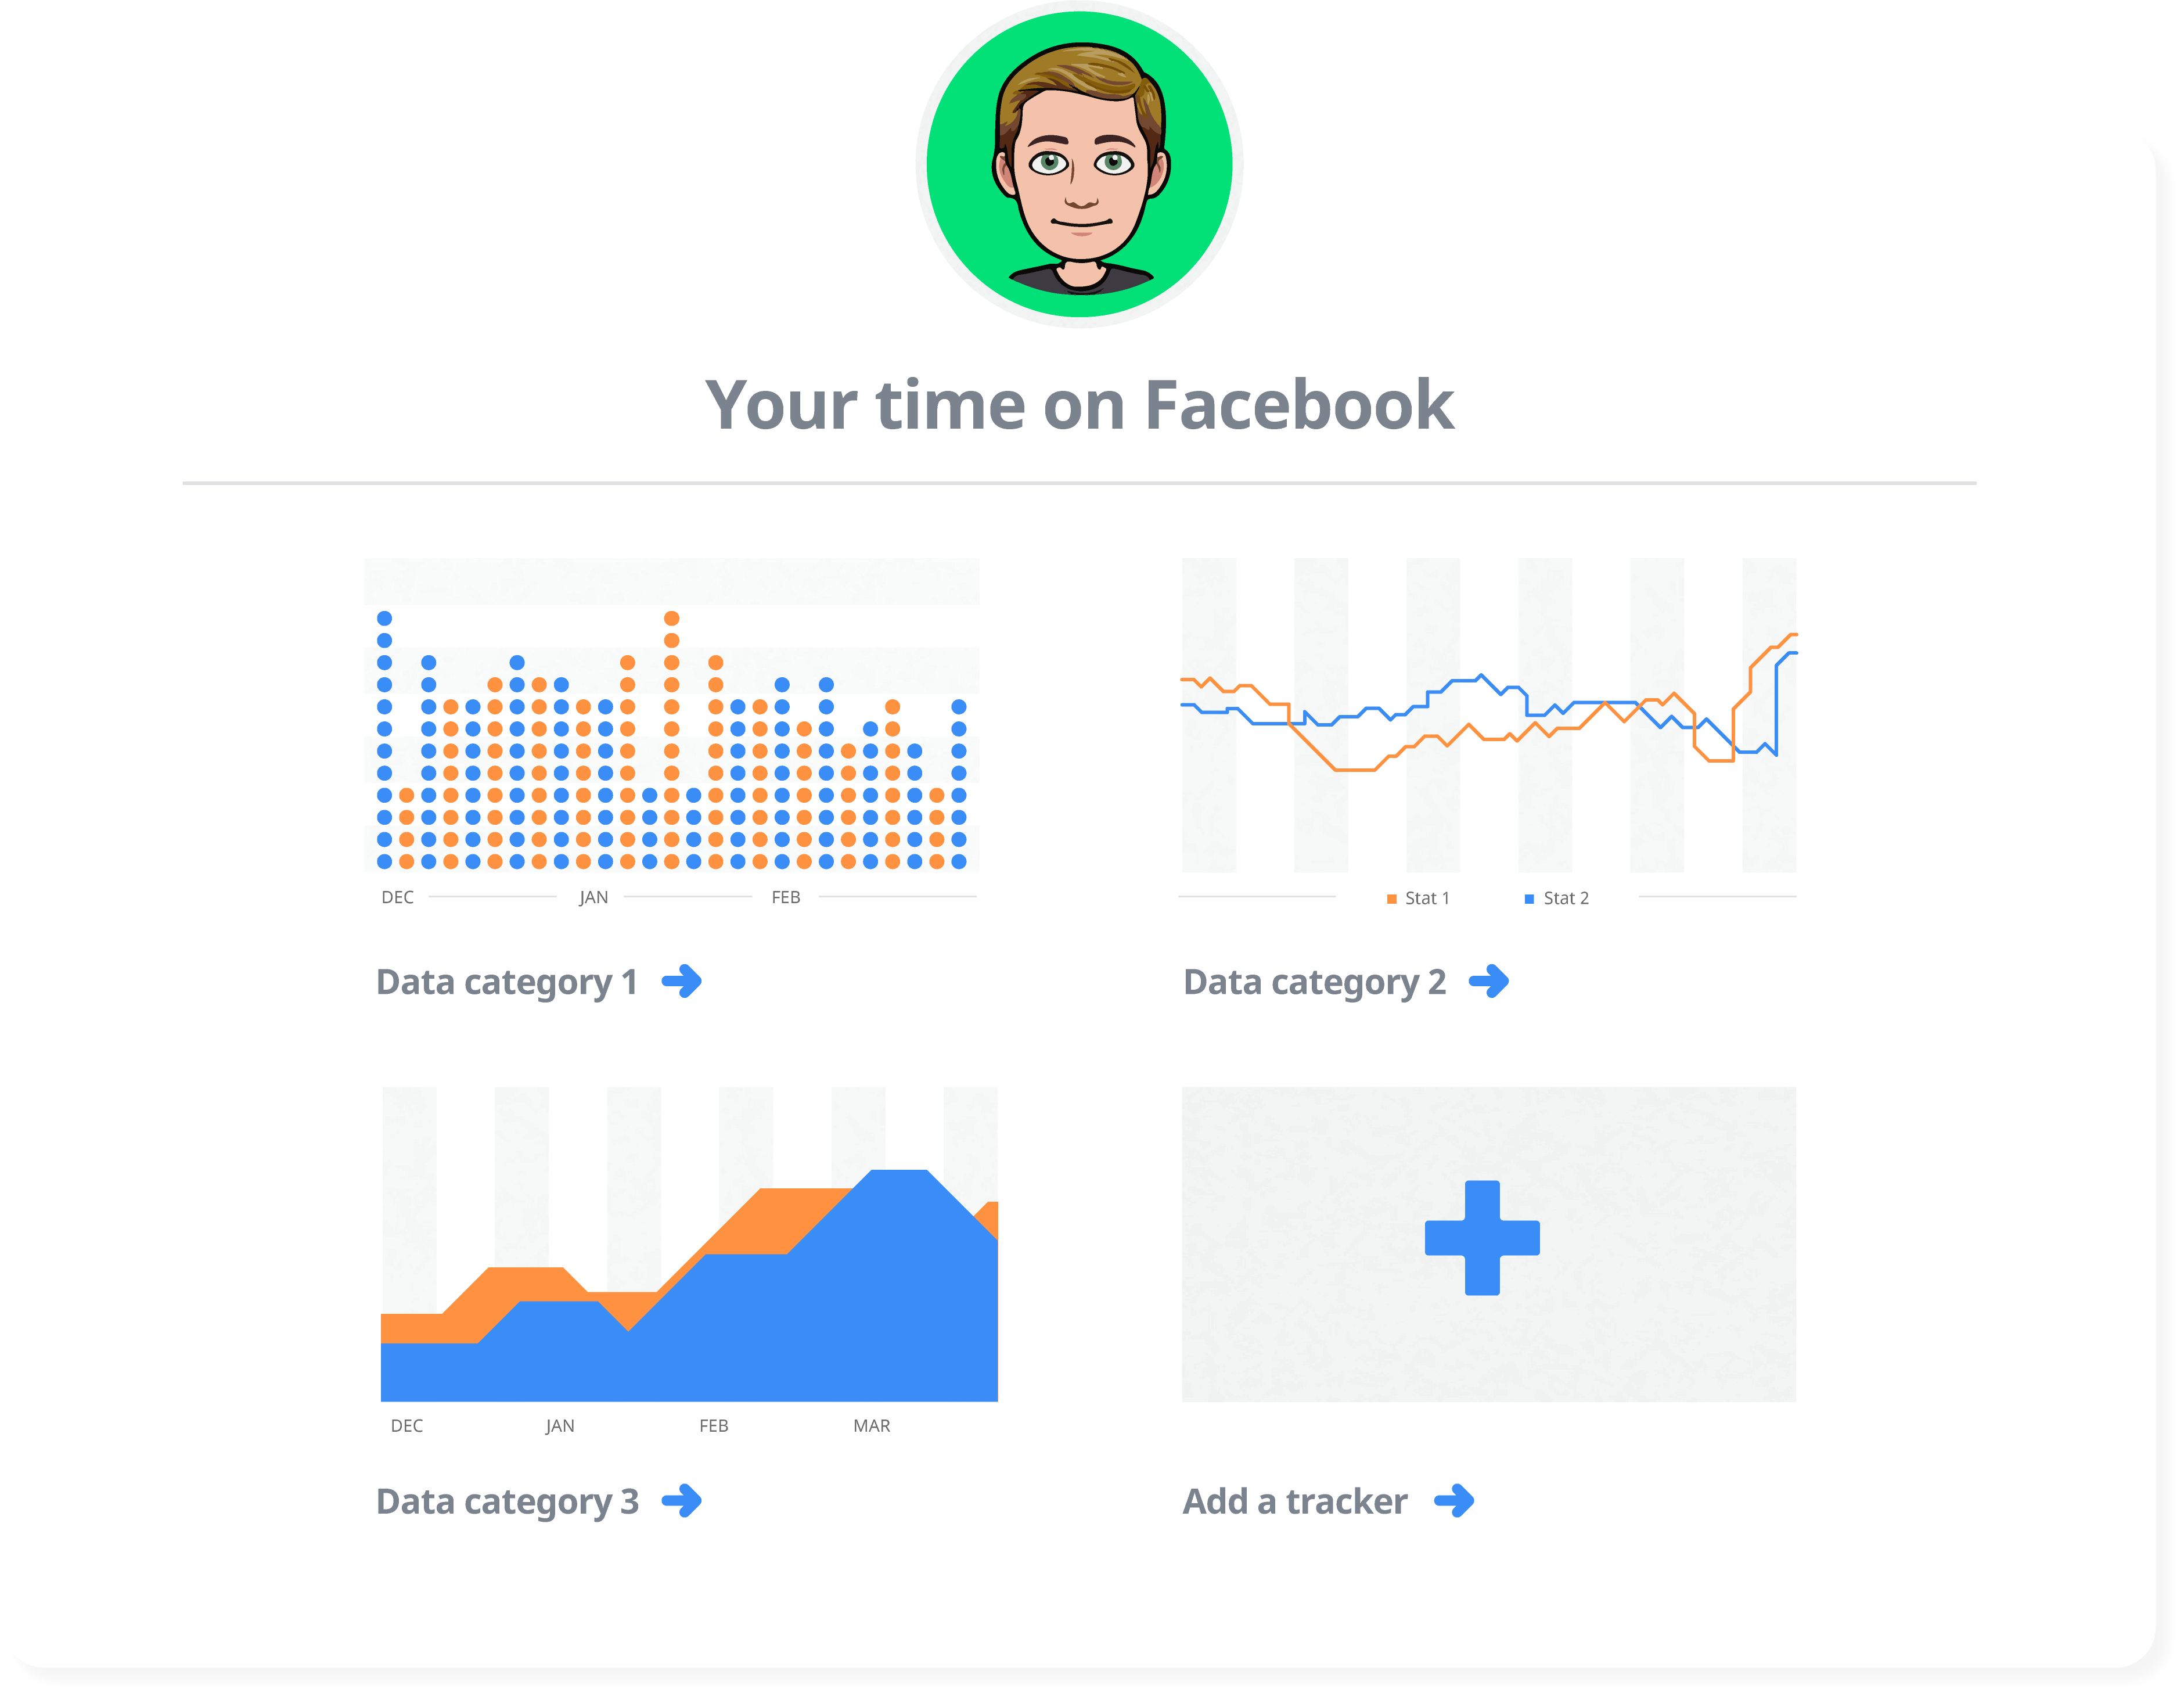 Your time on Facebook
DEC JAN FEB
Stat 1 Stat 2
Data category 1
Data category 2
DEC JAN FEB MAR
Data category 3
Add a tracker